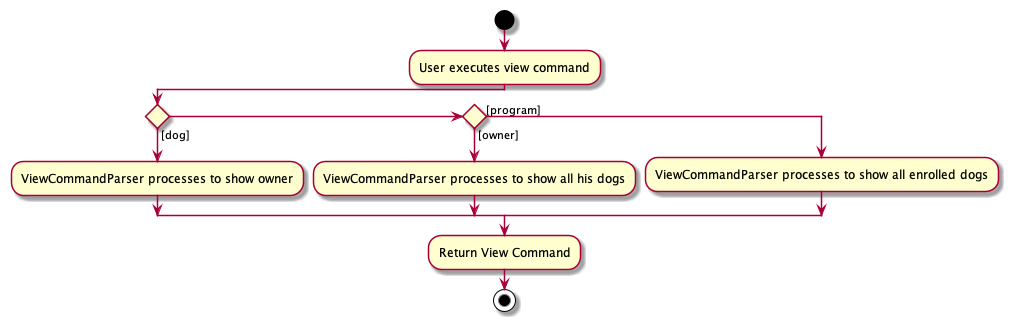 User executes view command
[program]
[dog]
[owner]
ViewCommandParser processes to show owner
ViewCommandParser processes to show all his dogs
ViewCommandParser processes to show all enrolled dogs
Return View Command